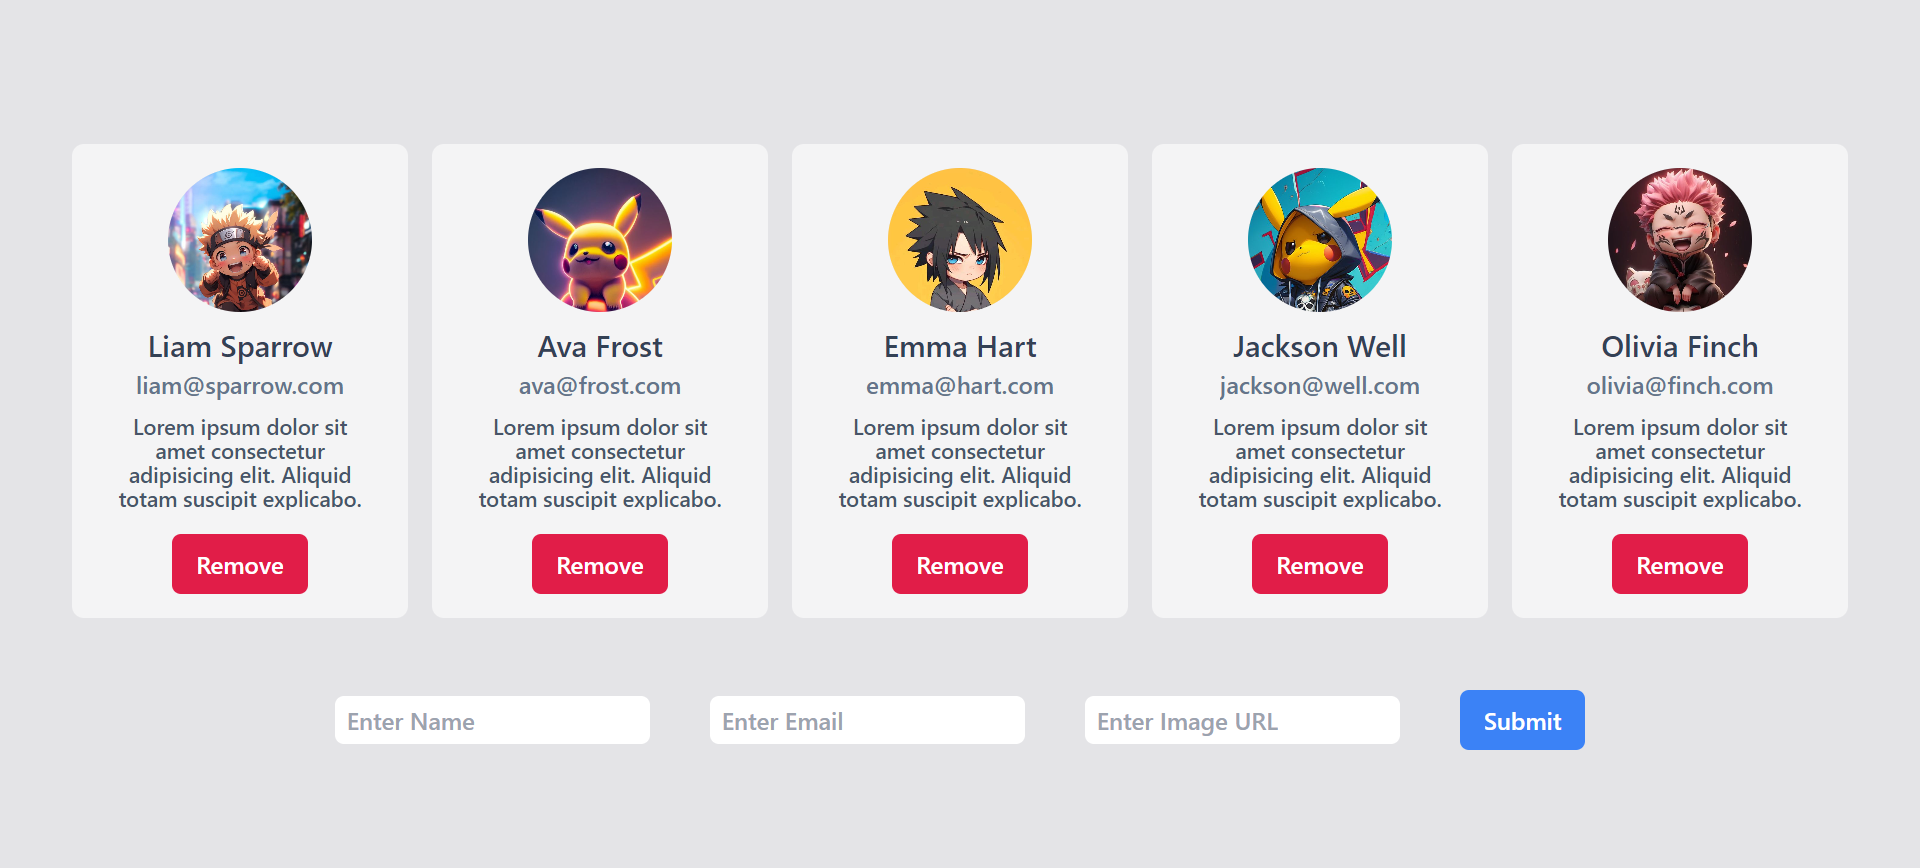 Liam Sparrow
liam@sparrow.com
Lorem ipsum dolor sit
amet consectetur
adipisicing elit. Aliquid
totam suscipit explicabo.
Remove
Ava Frost
ava@frost.com
Lorem ipsum dolor sit
amet consectetur
adipisicing elit. Aliquid
totam suscipit explicabo.
Remove
Emma Hart
emma@hart.com
Lorem ipsum dolor sit
amet consectetur
adipisicing elit. Aliquid
totam suscipit explicabo.
Remove
Jackson Well
jackson@well.com
Lorem ipsum dolor sit
amet consectetur
adipisicing elit. Aliquid
totam suscipit explicabo.
Remove
Olivia Finch
olivia@finch.com
Lorem ipsum dolor sit
amet consectetur
adipisicing elit. Aliquid
totam suscipit explicabo.
Remove
Enter Name
Enter Email
Enter Image URL
Submit